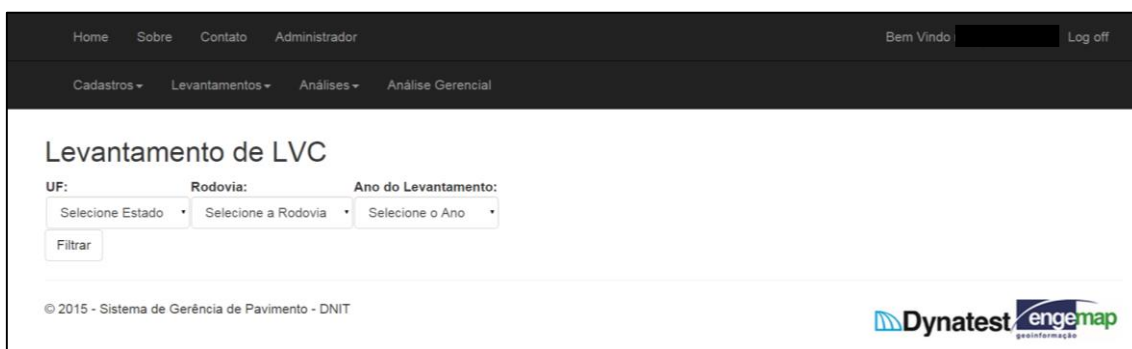 Home Sobre Contato Administrador Bem Vindo Log off
Cadastros Levantamentos Análises Análise Gerencial
Levantamento de LVC
UF: Rodovia: Ano do Levantamento:
Selecione Estado Selecione a Rodovia Selecione o Ano
Filtrar
© 2015 - Sistema de Gerência de Pavimento - DNIT
Dynatest engemap
geoinformação